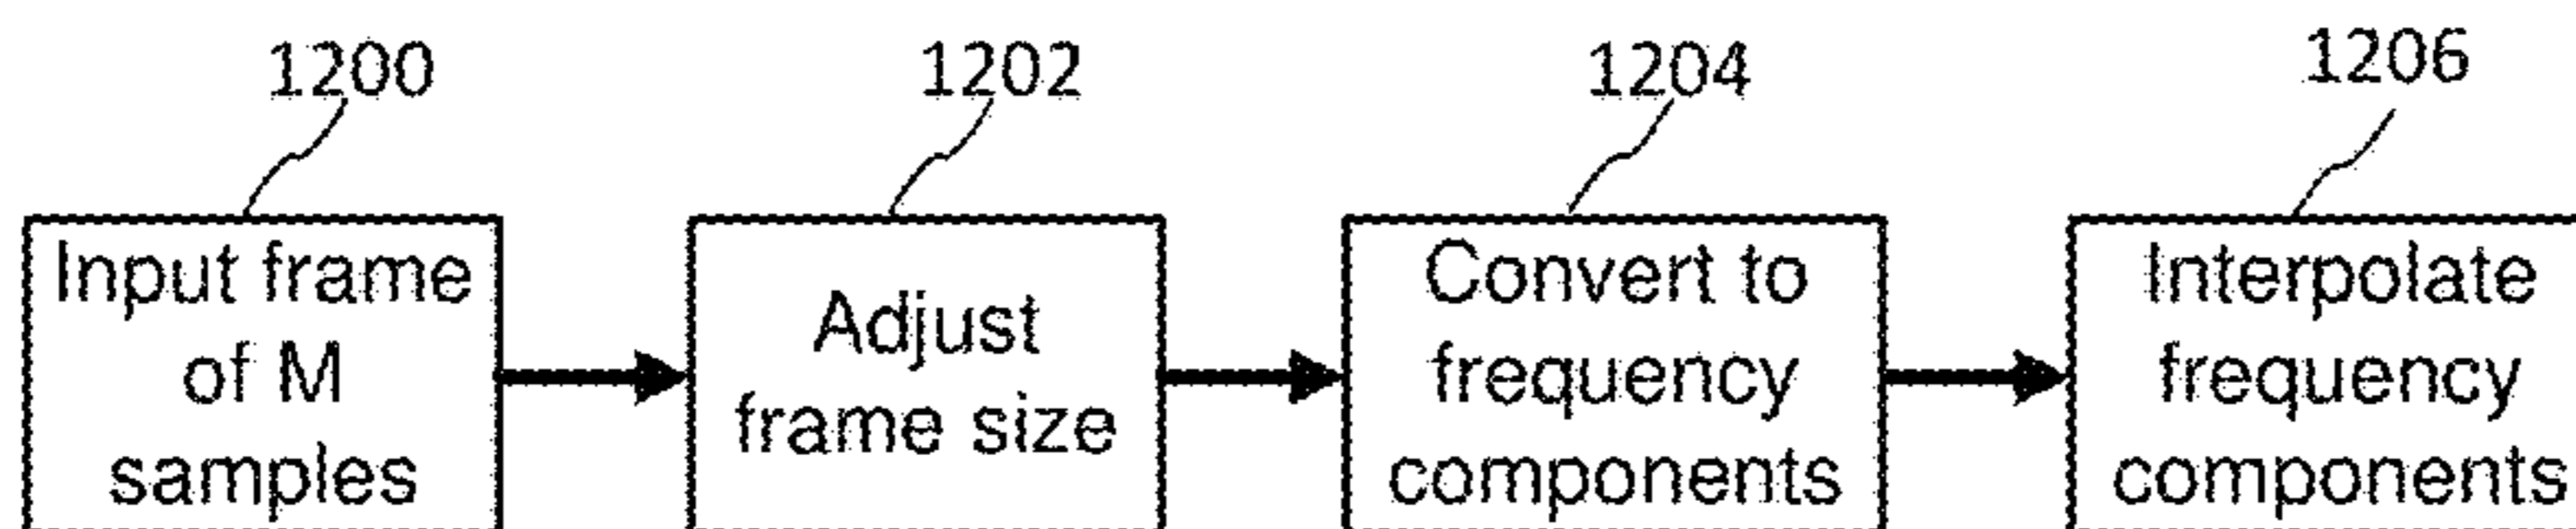 1200
1202
1204
1206
Input frame
of M
samples
Adjust
frame size
Convert to
frequency
components
Interpolate
frequency
components